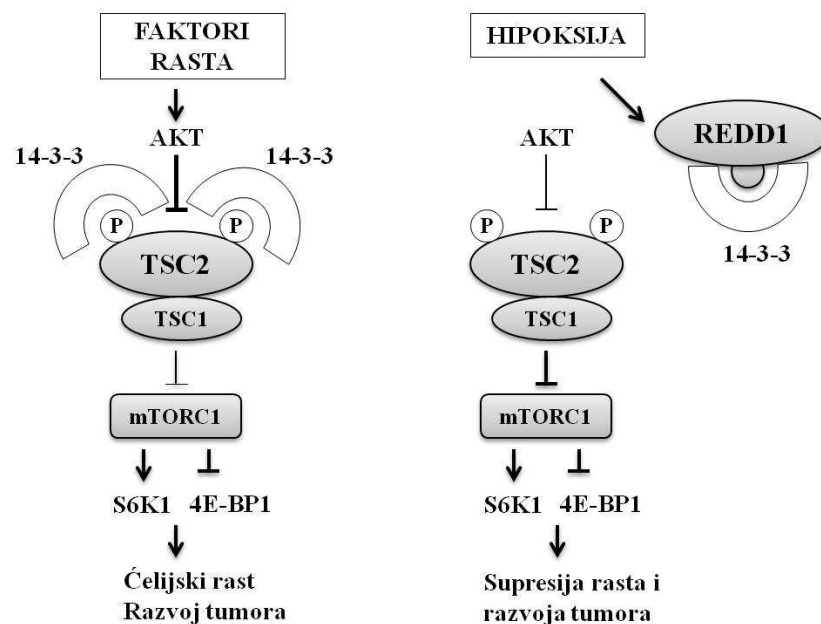 FAKTORI
RASTA
AKT
14-3-3
14-3-3
P
P
TSC2
TSC1
mTORC1
S6K1
4E-BP1
Ćelijski rast
Razvoj tumora
HIPOKSIJA
REDD1
14-3-3
AKT
P
P
TSC2
TSC1
mTORC1
S6K1
4E-BP1
Supresija rasta i
razvoja tumora